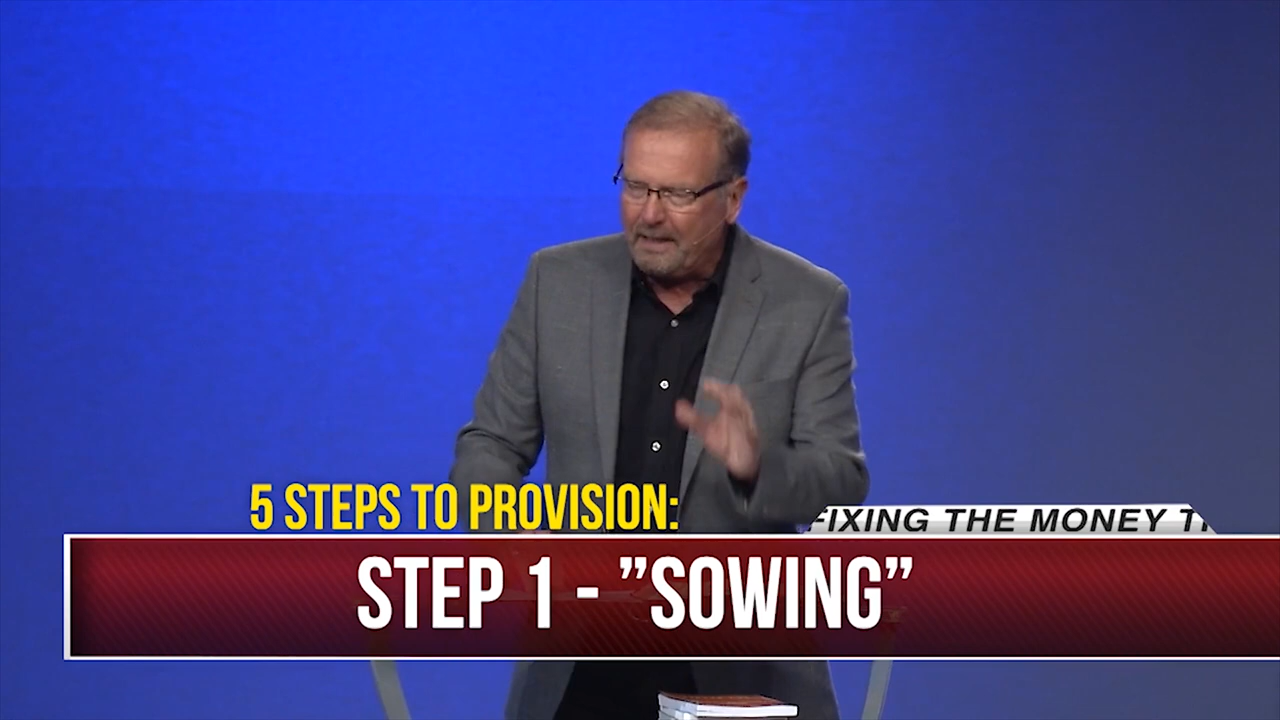 5 STEPS TO PROVISION:
FIXING THE MONEY
STEP 1 - ”SOWING”